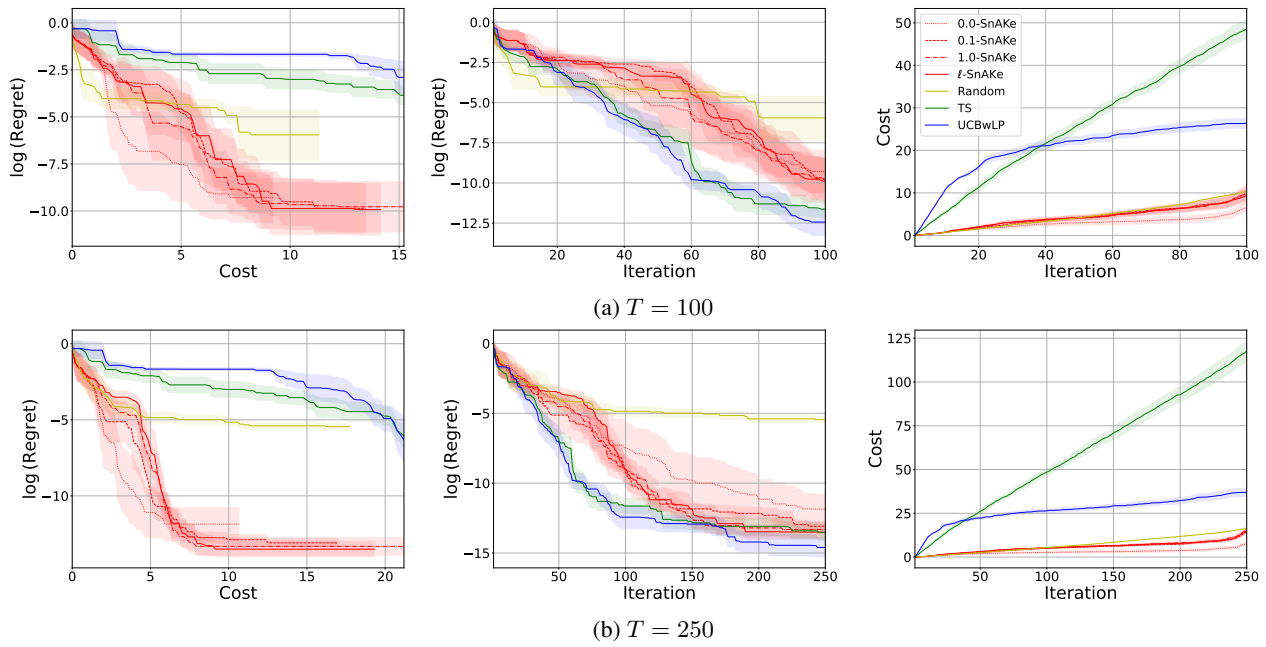 log (Regret)
0.0
−2.5
−5.0
−7.5
−10.0
0 5 10 15
Cost
log (Regret)
0.0
−2.5
−5.0
−7.5
−10.0
−12.5
20 40 60 80 100
Iteration
Cost
50
40
30
20
10
0
20 40 60 80 100
Iteration
0.0-SnAKe
0.1-SnAKe
1.0-SnAKe
ℓ-SnAKe
Random
TS
UCBwLP
(a) T = 100
log (Regret)
0
−5
−10
0 5 10 15 20
Cost
log (Regret)
0
−5
−10
−15
50 100 150 200 250
Iteration
Cost
125
100
75
50
25
0
50 100 150 200 250
Iteration
(b) T = 250